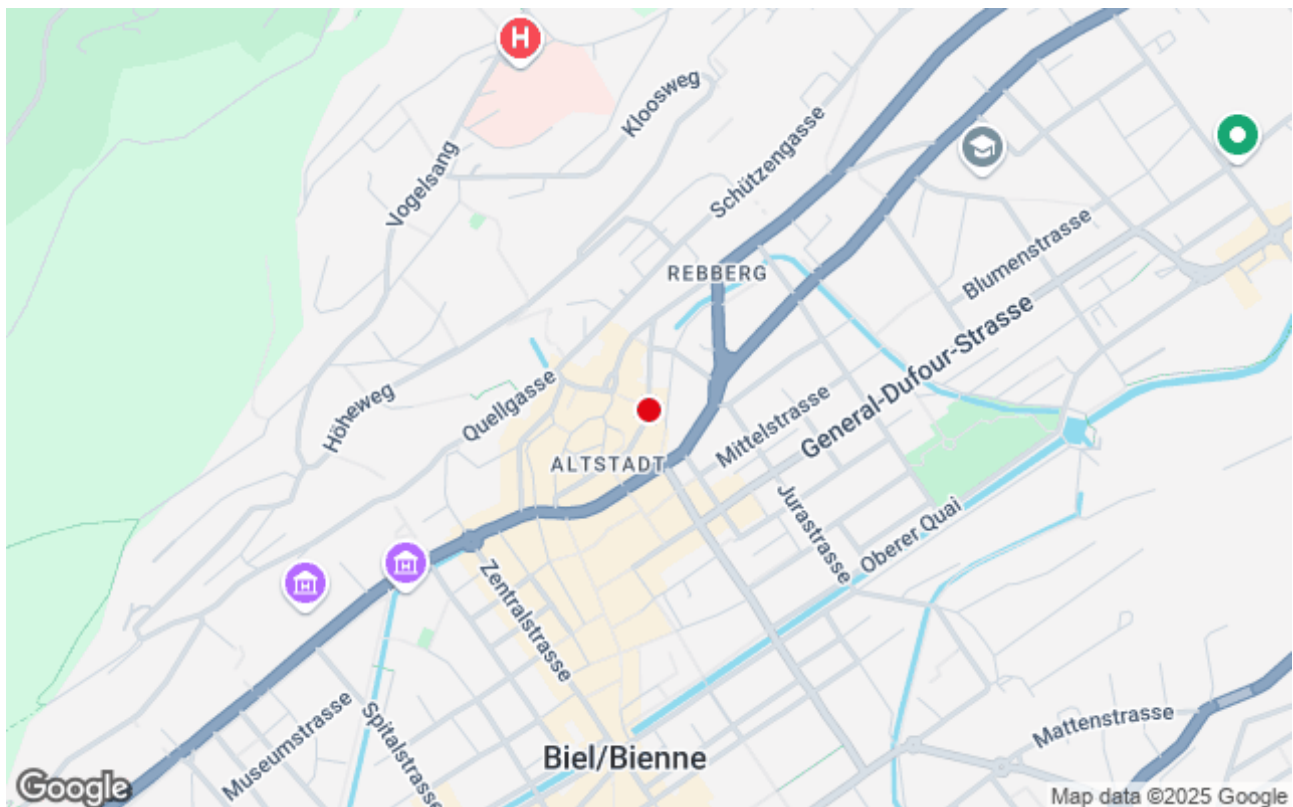 H
Kloosweg
Vogelsang
Schützengasse
REBBERG
Blumenstrasse
General-Dufour-Strasse
Höheweg
Quellgasse
Mittelstrasse
ALTSTADT
Jurastrasse
Oberer Quai
Zentralstrasse
Museumstrasse
Spitalstrasse
Mattenstrasse
Biel/Bienne
Google
Map data ©2025 Google